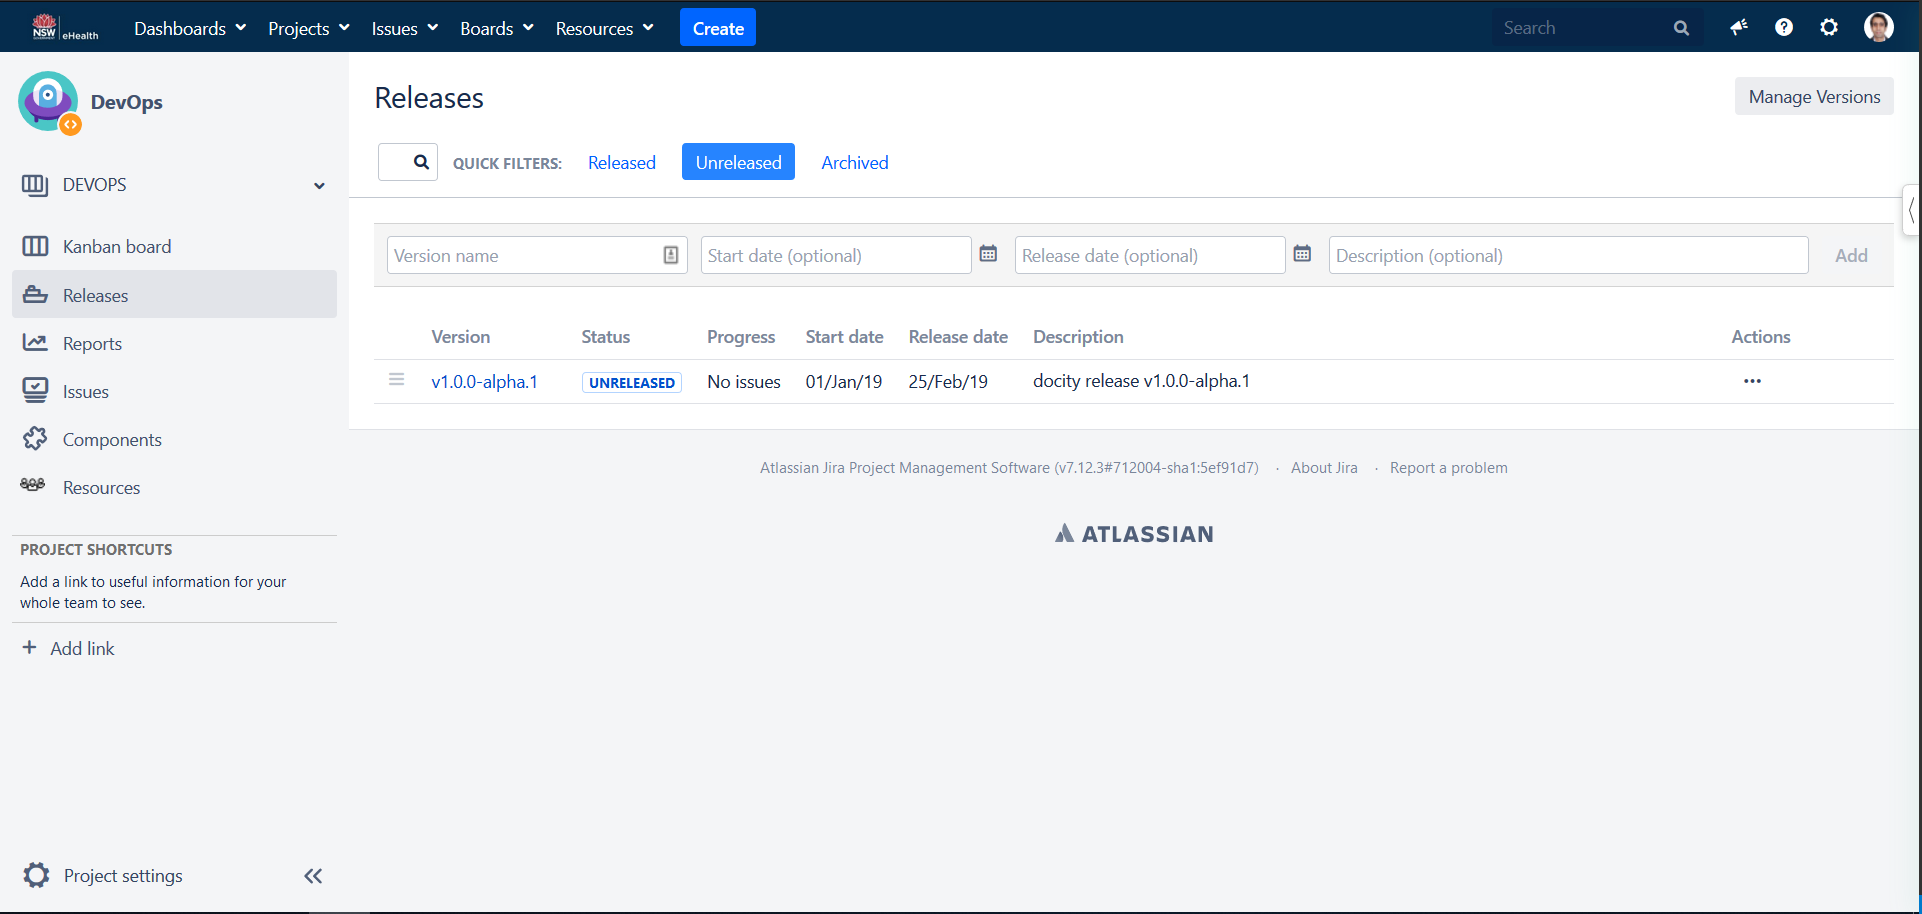 NSW eHealth Dashboards Projects Issues Boards Resources Create Search
DevOps
DEVOPS
Kanban board
Releases
Reports
Issues
Components
Resources
PROJECT SHORTCUTS
Add a link to useful information for your
whole team to see.
+ Add link
Project settings
Releases
Manage Versions
QUICK FILTERS: Released Unreleased Archived
Version name Start date (optional) Release date (optional) Description (optional) Add
Version Status Progress Start date Release date Description Actions
v1.0.0-alpha.1 UNRELEASED No issues 01/Jan/19 25/Feb/19 docity release v1.0.0-alpha.1 •••
Atlassian Jira Project Management Software (v7.12.3#712004-sha1:5ef91d7) · About Jira · Report a problem
ATLASSIAN